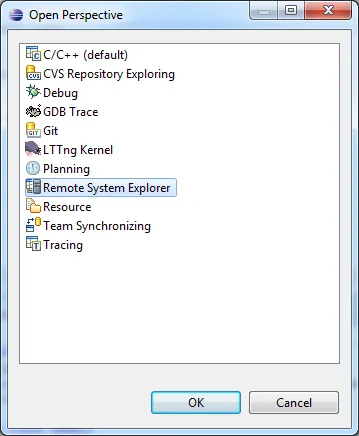 Open Perspective
C/C++ (default)
CVS Repository Exploring
Debug
GDB Trace
Git
LTTng Kernel
Planning
Remote System Explorer
Resource
Team Synchronizing
Tracing
OK
Cancel